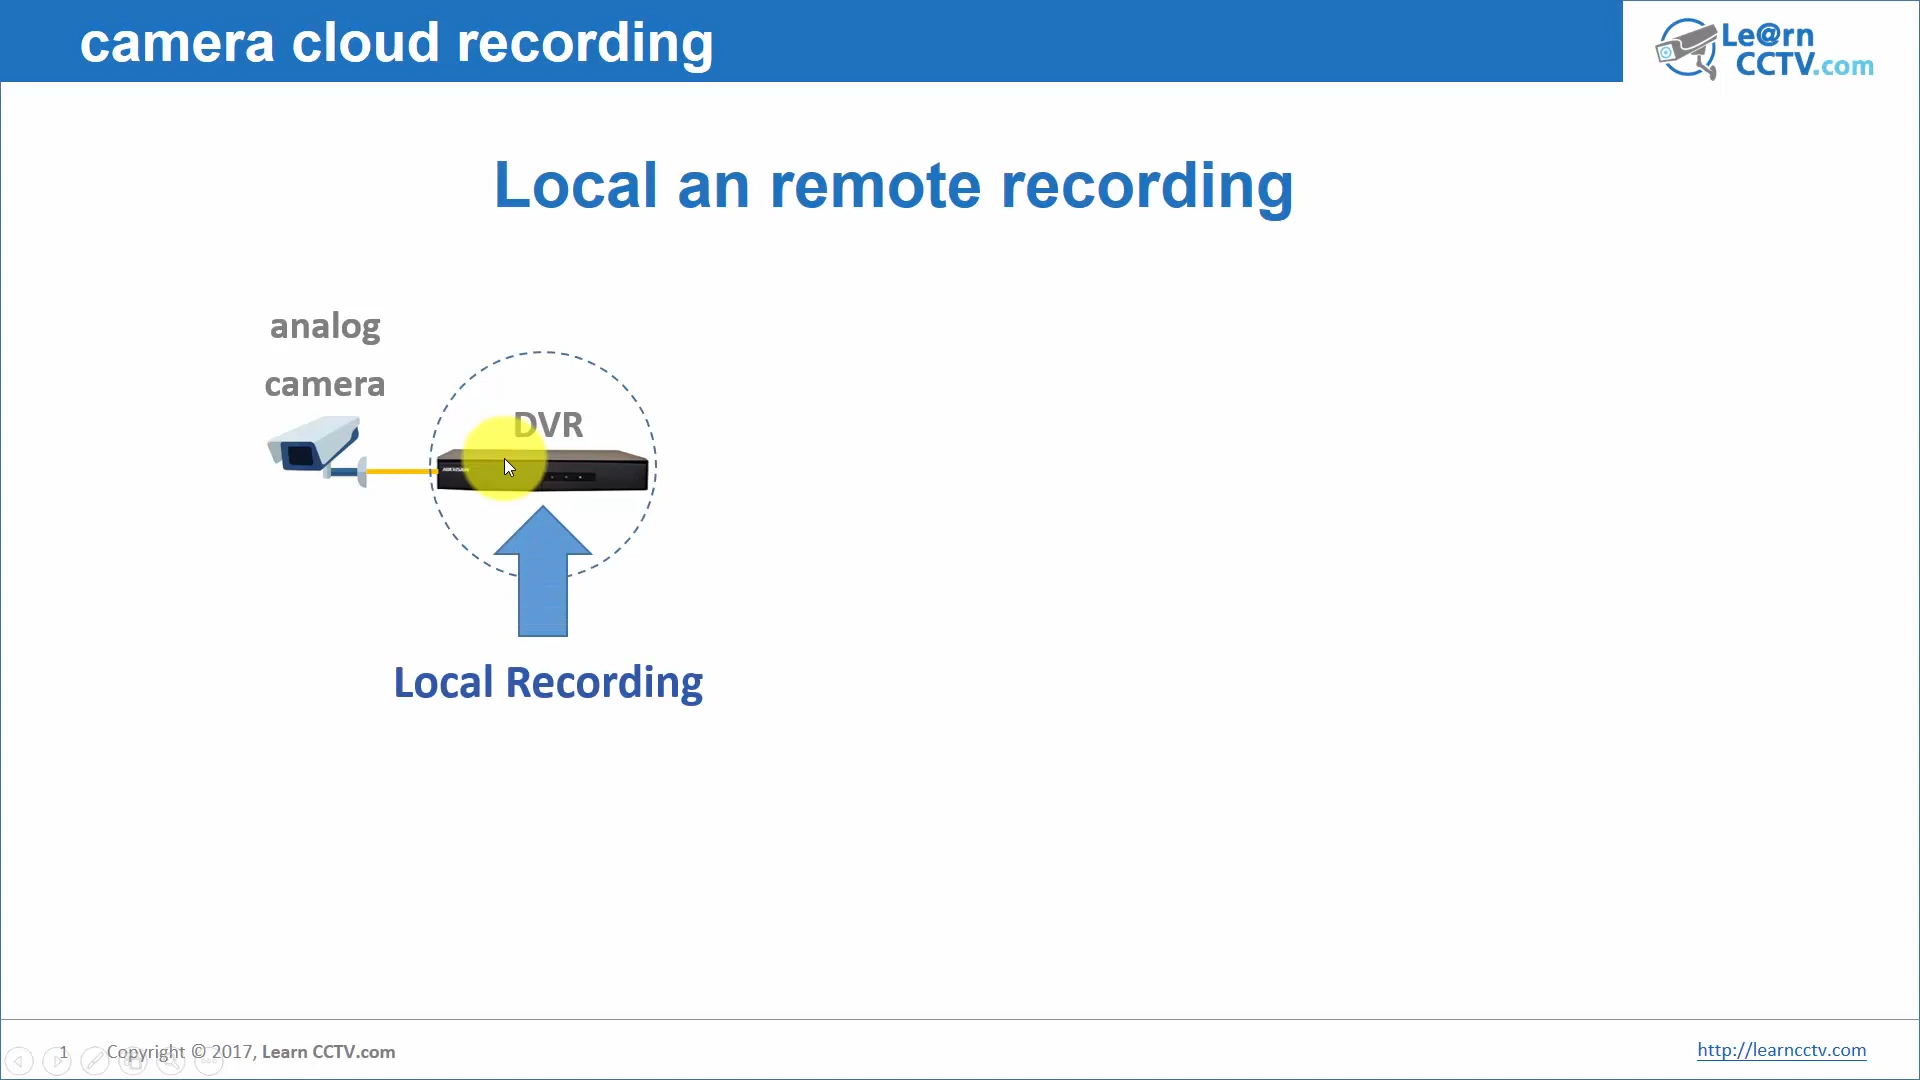 camera cloud recording
Le@rn
CCTV.com
Local an remote recording
analog
camera
DVR
HIKVISION
Local Recording
1
Copyright © 2017, Learn CCTV.com
http://learncctv.com